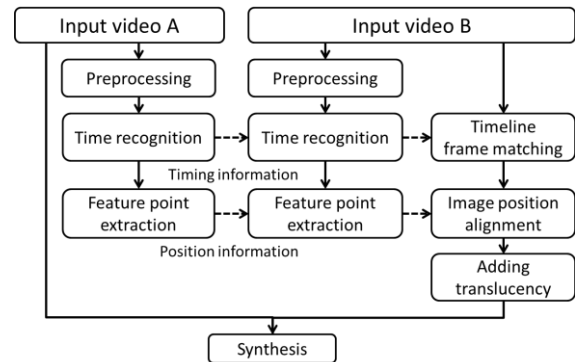 Input video A
Input video B
Preprocessing
Preprocessing
Time recognition
Time recognition
Timeline
frame matching
Timing information
Feature point
extraction
Feature point
extraction
Image position
alignment
Position information
Adding
translucency
Synthesis